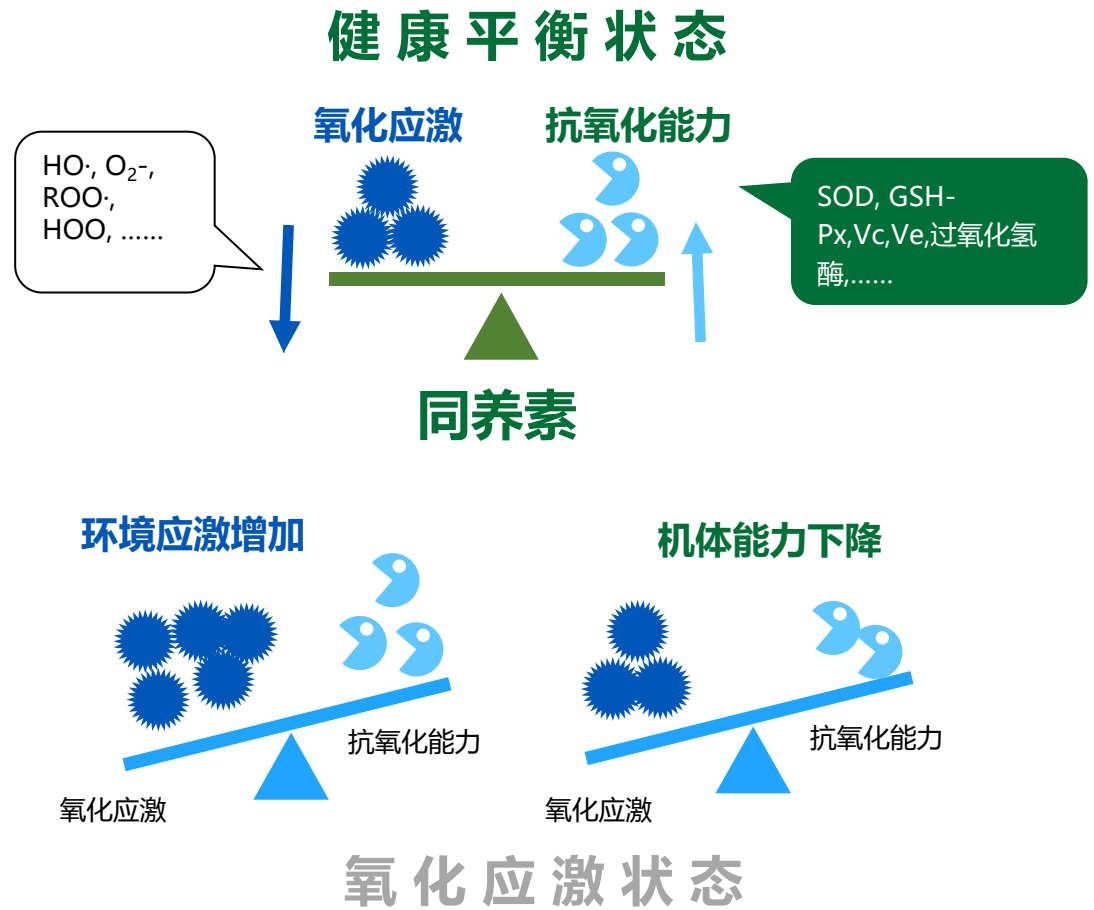 健康平衡状态
氧化应激
抗氧化能力
HO·, O₂-,
ROO·,
HOO, ......
SOD, GSH-
Px,Vc,Ve,过氧化氢
酶,......
同养素
环境应激增加
机体能力下降
抗氧化能力
氧化应激
抗氧化能力
氧化应激
氧化应激状态